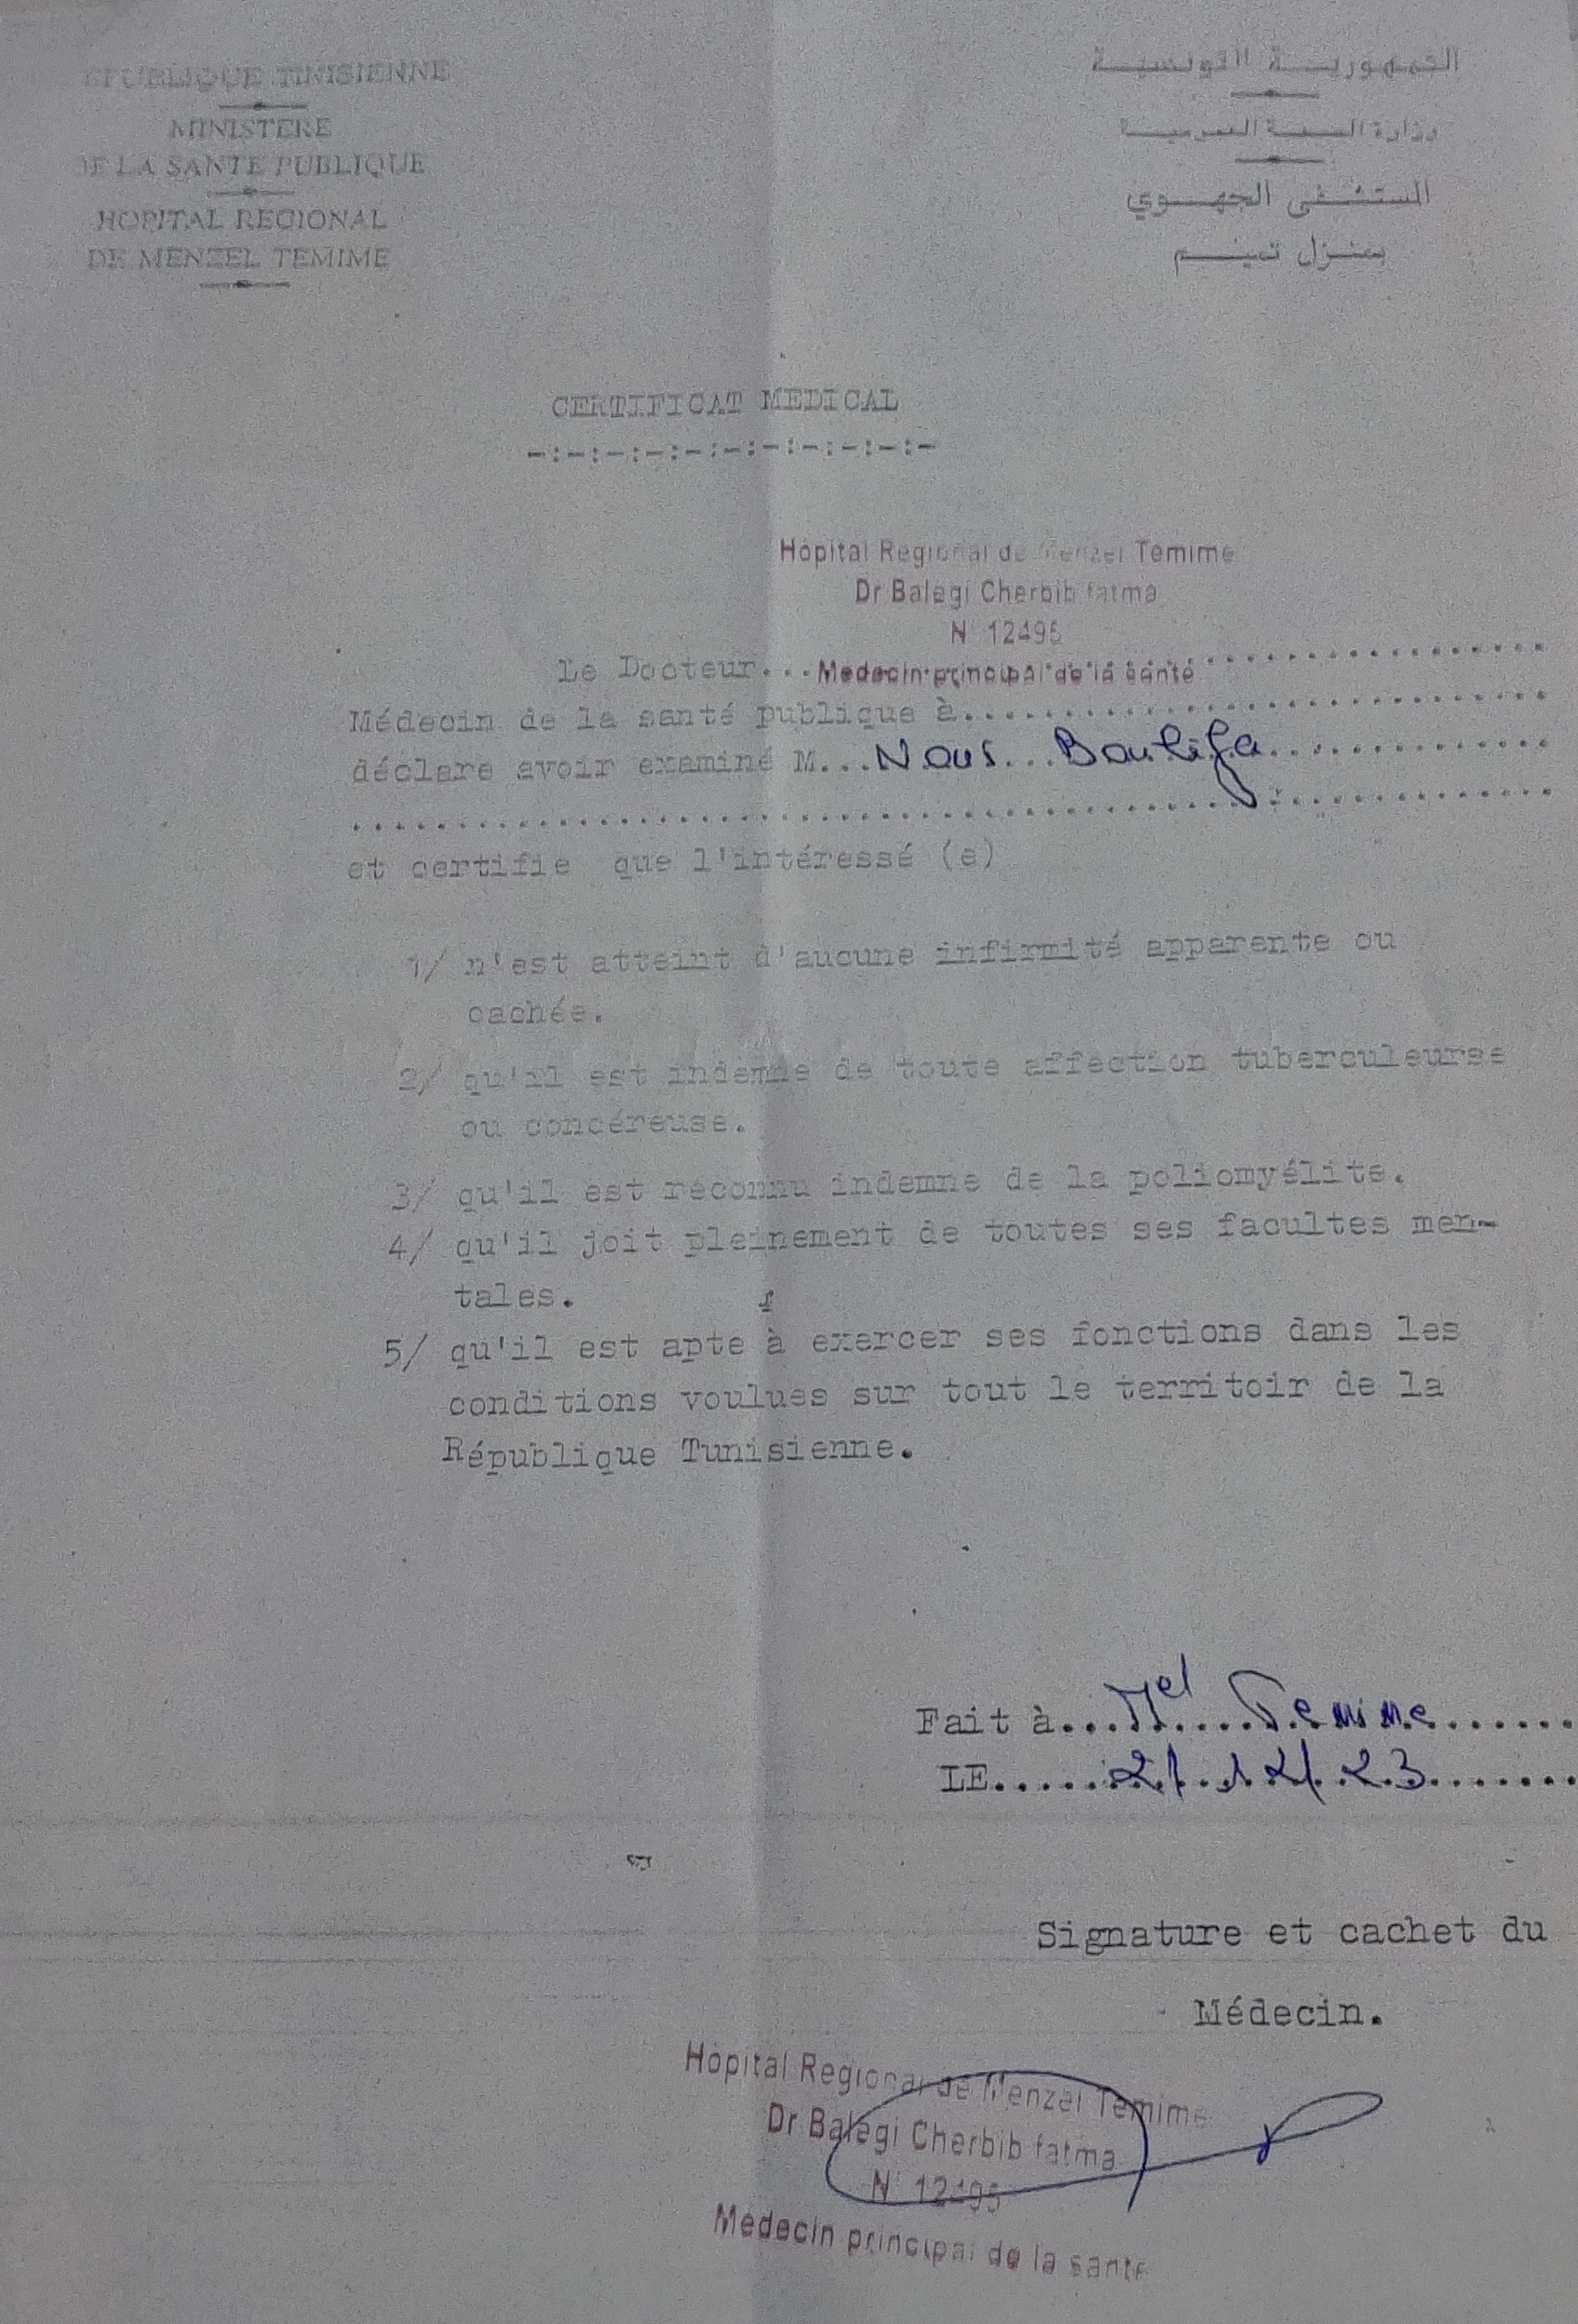 REPUBLIQUE TUNISIENNE
MINISTERE
DE LA SANTE PUBLIQUE
HOPITAL REGIONAL
DE MENZEL TEMIME
الجمهورية التونسية
وزارة الصحة العمومية
المستشفى الجهوي
بمنزل تميم
CERTIFICAT MEDICAL
-:-:-:-:-:-:-:-:-:-:-
Hôpital Regional de Menzel Temime
Dr Balegi Cherbib fatma
N 12495
Le Docteur... Medecin principal de la santé
Médecin de la santé publique à..............................
déclare avoir examiné M... Nour... Boulifa..............
..............................
et certifie que l'intéressé (e)
1/ n'est atteint d'aucune infirmité apparente ou
cachée.
2/ qu'il est indemne de toute affection tuberculeurse
ou concéreuse.
3/ qu'il est reconnu indemne de la poliomyélite.
4/ qu'il joit pleinement de toutes ses facultes men-
tales.
5/ qu'il est apte à exercer ses fonctions dans les
conditions voulues sur tout le territoir de la
République Tunisienne.
Fait à... Mel Temime......
LE...... 21 12 23.......
Signature et cachet du
Médecin.
Hôpital Regional de Menzel Temime
Dr Balegi Cherbib fatma
N° 12495
Medecin principal de la sante